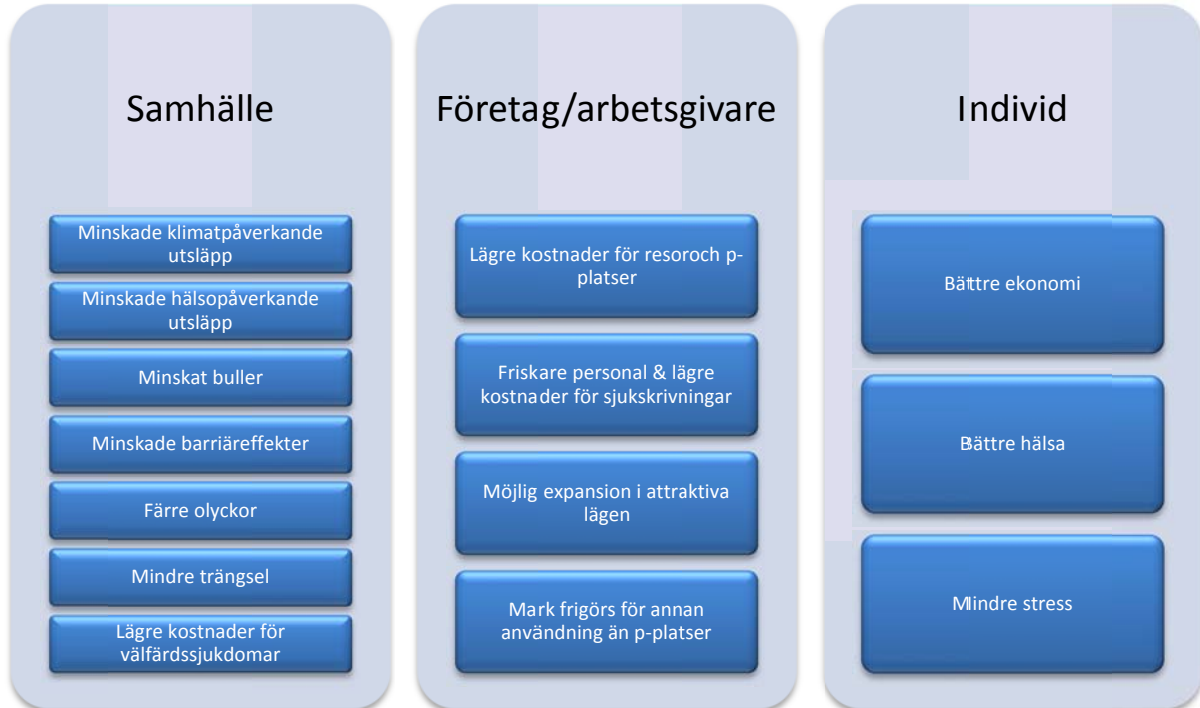 Samhälle
Minskade klimatpåverkande
utsläpp
Minskade hälsopåverkande
utsläpp
Minskat buller
Minskade barriäreffekter
Färre olyckor
Mindre trängsel
Lägre kostnader för
välfärdssjukdomar
Företag/arbetsgivare
Lägre kostnader för resoroch p-
platser
Friskare personal & lägre
kostnader för sjukskrivningar
Möjlig expansion i attraktiva
lägen
Mark frigörs för annan
användning än p-platser
Individ
Bättre ekonomi
Bättre hälsa
Mindre stress